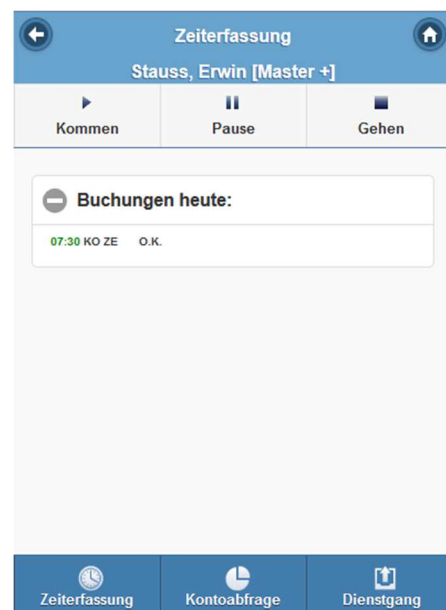 Zeiterfassung
Stauss, Erwin [Master +]
Kommen Pause Gehen
Buchungen heute:
07:30 KO ZE O.K.
Zeiterfassung Kontoabfrage Dienstgang